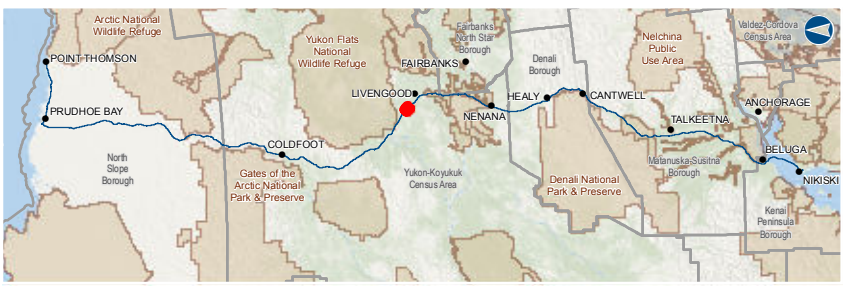 Arctic National
Wildlife Refuge
POINT THOMSON
PRUDHOE BAY
North
Slope
Borough
COLDFOOT
Gates of the
Arctic National
Park & Preserve
Yukon Flats
National
Wildlife Refuge
LIVENGOOD
FAIRBANKS
Fairbanks
North Star
Borough
Yukon-Koyukuk
Census Area
NENANA
Denali
Borough
HEALY
CANTWELL
Denali National
Park & Preserve
Nelchina
Public
Use Area
TALKEETNA
Matanuska-Susitna
Borough
Valdez-Cordova
Census Area
ANCHORAGE
BELUGA
NIKISKI
Kenai
Peninsula
Borough